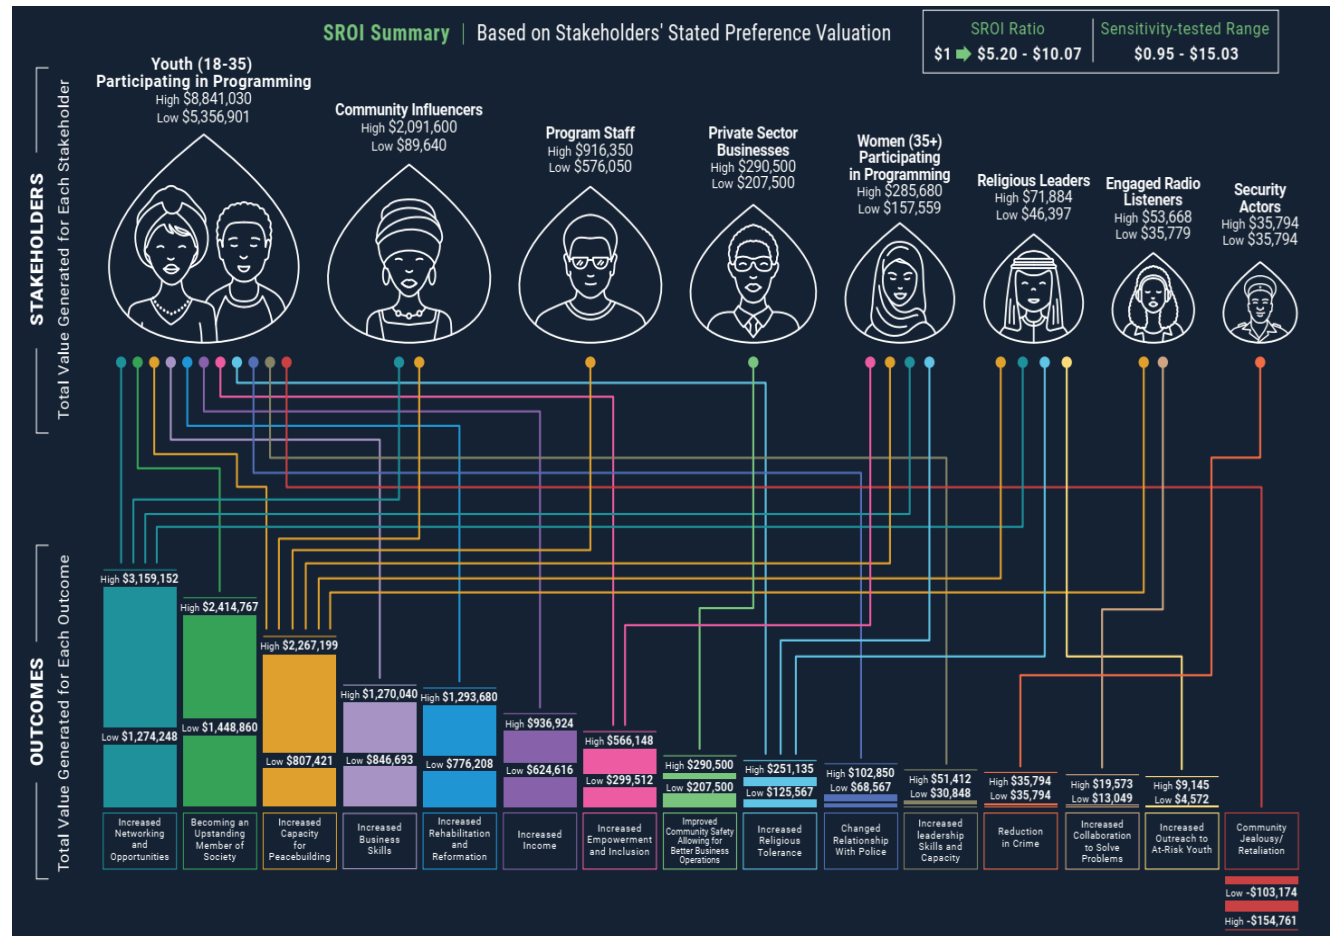 SROI Summary | Based on Stakeholders' Stated Preference Valuation
SROI Ratio
$1 $5.20 - $10.07
Sensitivity-tested Range
$0.95 - $15.03
STAKEHOLDERS
Total Value Generated for Each Stakeholder
Youth (18-35)
Participating in Programming
High $8,841,030
Low $5,356,901
Community Influencers
High $2,091,600
Low $89,640
Program Staff
High $916,350
Low $576,050
Private Sector
Businesses
High $290,500
Low $207,500
Women (35+)
Participating
in Programming
High $285,680
Low $157,559
Religious Leaders
High $71,884
Low $46,397
Engaged Radio
Listeners
High $53,668
Low $35,779
Security
Actors
High $35,794
Low $35,794
OUTCOMES
Total Value Generated for Each Outcome
High $3,159,152
Low $1,274,248
Increased
Networking
and
Opportunities
High $2,414,767
Low $1,448,860
Becoming an
Upstanding
Member of
Society
High $2,267,199
Low $807,421
Increased
Capacity
for
Peacebuilding
High $1,270,040
Low $846,693
Increased
Business
Skills
High $1,293,680
Low $776,208
Increased
Rehabilitation
and
Reformation
High $936,924
Low $624,616
Increased
Income
High $566,148
Low $299,512
Increased
Empowerment
and Inclusion
High $290,500
Low $207,500
Improved
Community Safety
Allowing for
Better Business
Operations
High $251,135
Low $125,567
Increased
Religious
Tolerance
High $102,850
Low $68,567
Changed
Relationship
With Police
High $51,412
Low $30,848
Increased
leadership
Skills and
Capacity
High $35,794
Low $35,794
Reduction
in Crime
High $19,573
Low $13,049
Increased
Collaboration
to Solve
Problems
High $9,145
Low $4,572
Increased
Outreach to
At-Risk Youth
Community
Jealousy/
Retaliation
Low -$103,174
High -$154,761